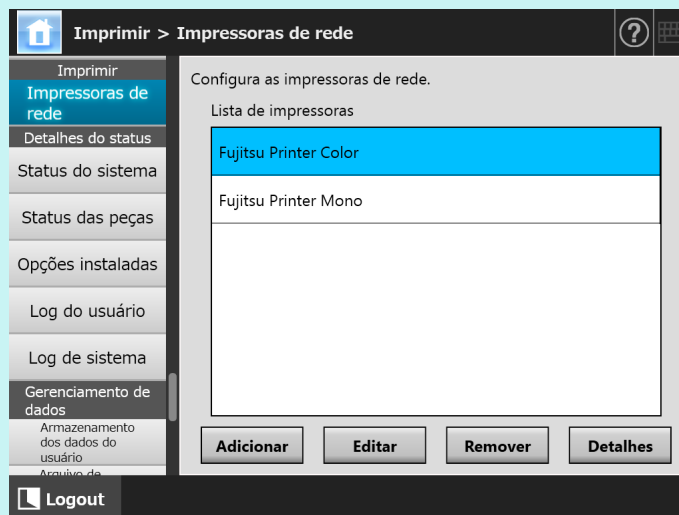 Imprimir > Impressoras de rede
?
Imprimir
Impressoras de
rede
Detalhes do status
Status do sistema
Status das peças
Opções instaladas
Log do usuário
Log de sistema
Gerenciamento de
dados
Armazenamento
dos dados do
usuário
Arquivo de
Configura as impressoras de rede.
Lista de impressoras
Fujitsu Printer Color
Fujitsu Printer Mono
Adicionar Editar Remover Detalhes
Logout